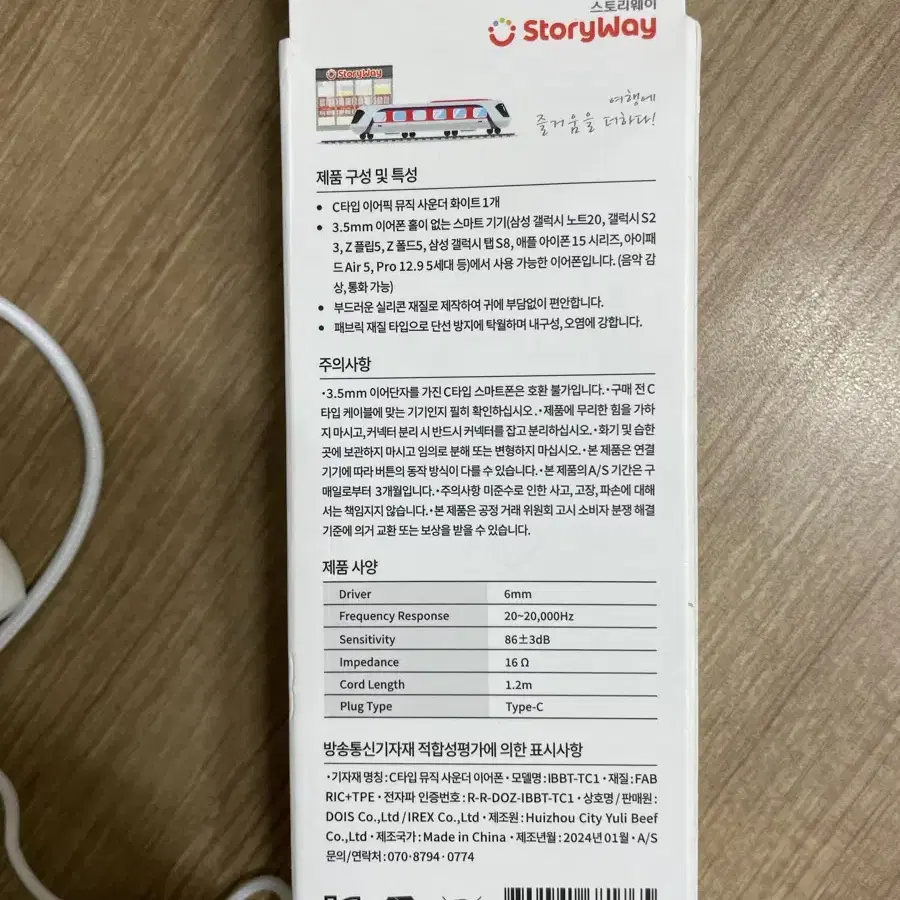 스토리웨이
StoryWay
StoryWay
여행에
즐거움을 더하다!
제품 구성 및 특성
• C타입 이어픽 뮤직 사운더 화이트 1개
• 3.5mm 이어폰 홀이 없는 스마트 기기(삼성 갤럭시 노트20, 갤럭시 S2
3, Z 플립5, Z 폴드5, 삼성 갤럭시 탭 S8, 애플 아이폰 15 시리즈, 아이패
드 Air 5, Pro 12.9 5세대 등)에서 사용 가능한 이어폰입니다. (음악 감
상, 통화 가능)
• 부드러운 실리콘 재질로 제작하여 귀에 부담없이 편안합니다.
• 패브릭 재질 타입으로 단선 방지에 탁월하며 내구성, 오염에 강합니다.
주의사항
•3.5mm 이어단자를 가진 C타입 스마트폰은 호환 불가입니다.•구매 전 C
타입 케이블에 맞는 기기인지 필히 확인하십시오.•제품에 무리한 힘을 가하
지 마시고, 커넥터 분리 시 반드시 커넥터를 잡고 분리하십시오.•화기 및 습한
곳에 보관하지 마시고 임의로 분해 또는 변형하지 마십시오.•본 제품은 연결
기기에 따라 버튼의 동작 방식이 다를 수 있습니다.•본 제품의 A/S 기간은 구
매일로부터 3개월입니다.•주의사항 미준수로 인한 사고, 고장, 파손에 대해
서는 책임지지 않습니다.•본 제품은 공정 거래 위원회 고시 소비자 분쟁 해결
기준에 의거 교환 또는 보상을 받을 수 있습니다.
제품 사양
Driver 6mm
Frequency Response 20~20,000Hz
Sensitivity 86±3dB
Impedance 16 Ω
Cord Length 1.2m
Plug Type Type-C
방송통신기자재 적합성평가에 의한 표시사항
•기자재 명칭 : C타입 뮤직 사운더 이어폰 •모델명 : IBBT-TC1 •재질 : FAB
RIC+TPE •전자파 인증번호 : R-R-DOZ-IBBT-TC1 •상호명 / 판매원 :
DOIS Co.,Ltd / IREX Co.,Ltd •제조원 : Huizhou City Yuli Beef
Co.,Ltd •제조국가 : Made in China •제조년월 : 2024년 01월 •A/S
문의/연락처 : 070-8794-0774